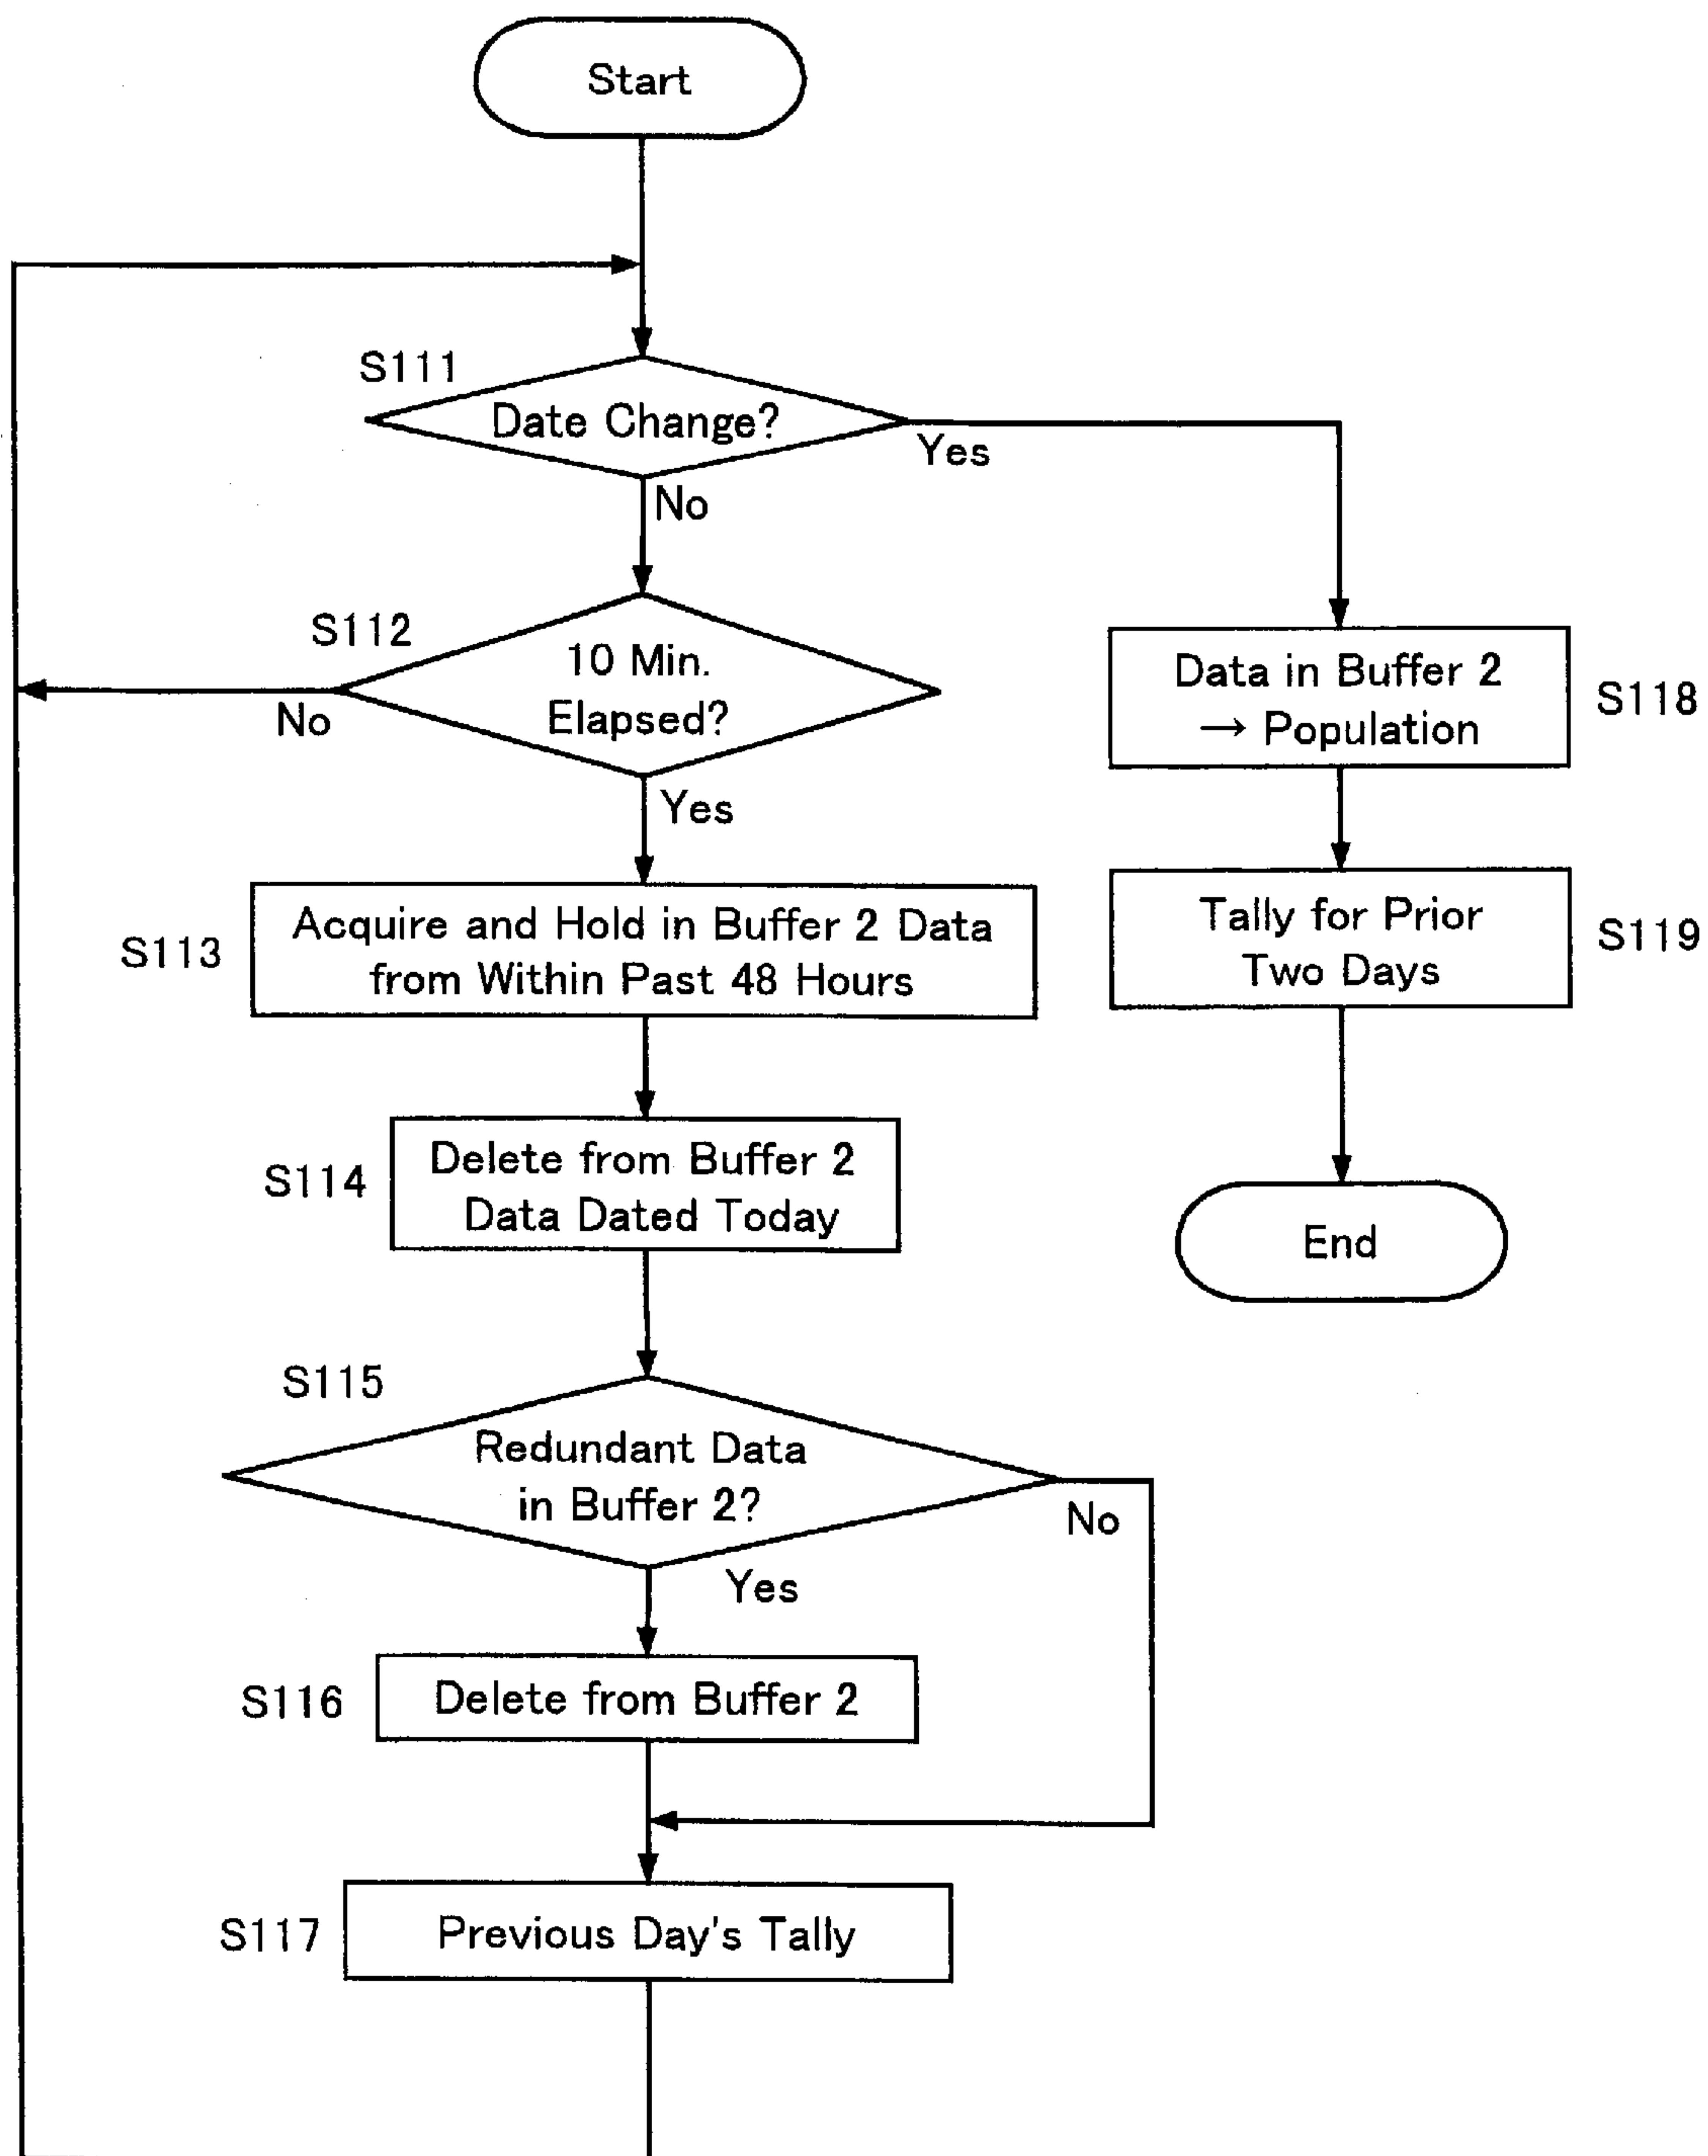 Start
S111
Date Change?
Yes
No
S112
10 Min.
Elapsed?
No
Yes
Data in Buffer 2
→ Population
S118
S113
Acquire and Hold in Buffer 2 Data
from Within Past 48 Hours
Tally for Prior
Two Days
S119
S114
Delete from Buffer 2
Data Dated Today
End
S115
Redundant Data
in Buffer 2?
No
Yes
S116
Delete from Buffer 2
S117
Previous Day's Tally